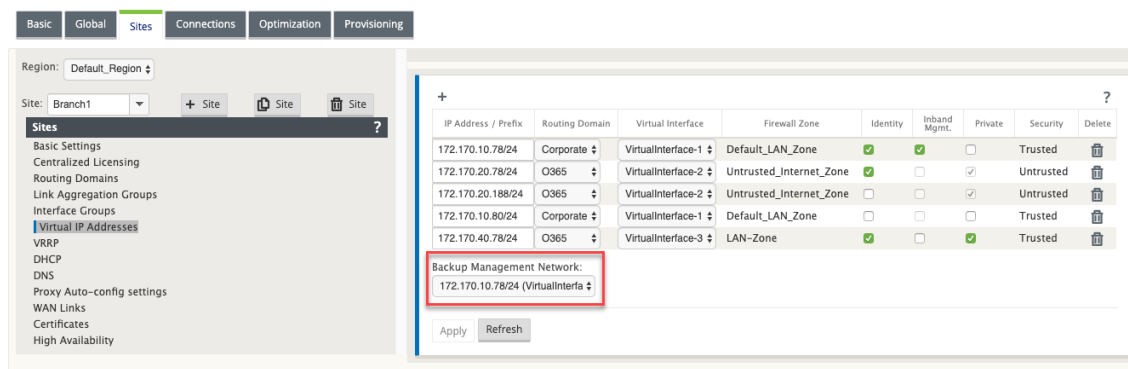 Basic Global Sites Connections Optimization Provisioning
Region: Default_Region
Site: Branch1 + Site Site Site
Sites ?
Basic Settings
Centralized Licensing
Routing Domains
Link Aggregation Groups
Interface Groups
Virtual IP Addresses
VRRP
DHCP
DNS
Proxy Auto-config settings
WAN Links
Certificates
High Availability
+ ?
IP Address / Prefix Routing Domain Virtual Interface Firewall Zone Identity Inband Mgmt. Private Security Delete
172.170.10.78/24 Corporate VirtualInterface-1 Default_LAN_Zone Trusted
172.170.20.78/24 O365 VirtualInterface-2 Untrusted_Internet_Zone Untrusted
172.170.20.188/24 O365 VirtualInterface-2 Untrusted_Internet_Zone Untrusted
172.170.10.80/24 Corporate VirtualInterface-1 Default_LAN_Zone Trusted
172.170.40.78/24 O365 VirtualInterface-3 LAN-Zone Trusted
Backup Management Network:
172.170.10.78/24 (VirtualInterfa
Apply Refresh